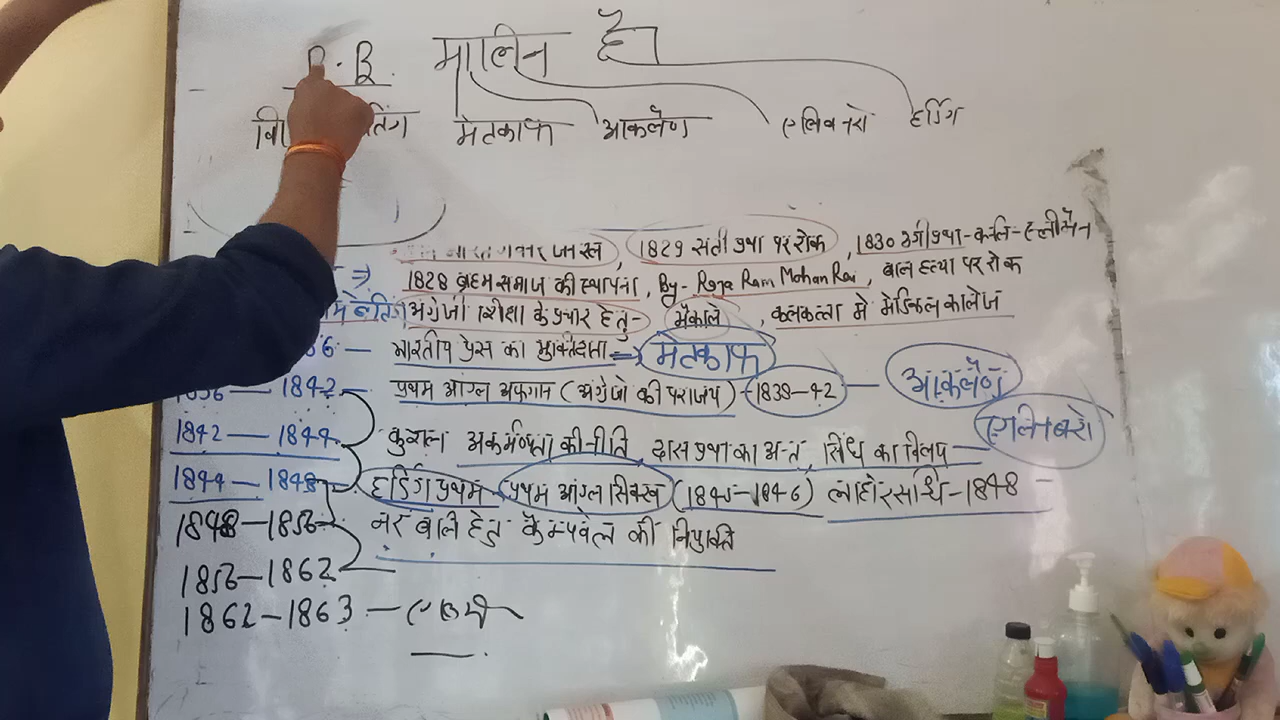 B. मालिन है
मेटकाफ आकलैण्ड एलिनबरो हार्डिंग
1829 सती प्रथा पर रोक, 1830 ठगी प्रथा-कर्नल-स्लीमैन
⇒ 1828 ब्रह्म समाज की स्थापना, By- Raja Ram Mohan Rai, बाल हत्या पर रोक
अंग्रेजी शिक्षा के प्रचार हेतु- मैकाले, कलकत्ता मे मेडिकल कालेज
— भारतीय प्रेस का मुक्तिदाता ⇒ मेटकाफ
1842 प्रथम आंग्ल अफगान (अंग्रेजो की पराजय) - 1839-42 — आकलैण्ड
1842 — 1844 कुशल अकर्मण्यता की नीति, दास प्रथा का अन्त, सिंध का विलय — एलिनबरो
1844 — 1848 हार्डिंग प्रथम - प्रथम आंग्ल सिक्ख (1845-1846) लाहौर सन्धि-1848 -
1848 - 1856 नर बलि हेतु कैम्पबेल की नियुक्ति
1856 — 1862
1862 - 1863 —